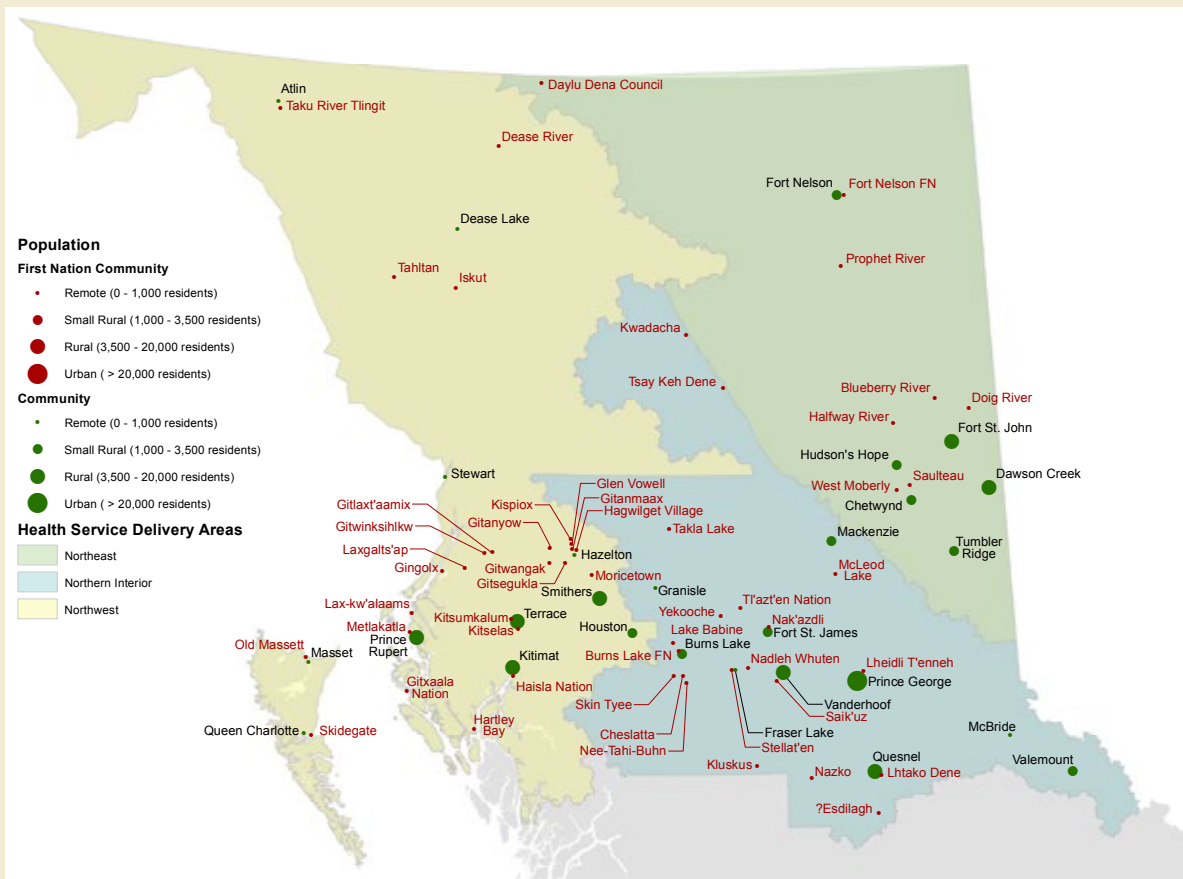 Atlin
Taku River Tlingit
Daylu Dena Council
Dease River
Fort Nelson
Fort Nelson FN
Dease Lake
Tahltan
Iskut
Prophet River
Population
First Nation Community
Remote (0 - 1,000 residents)
Small Rural (1,000 - 3,500 residents)
Rural (3,500 - 20,000 residents)
Urban ( > 20,000 residents)
Community
Remote (0 - 1,000 residents)
Small Rural (1,000 - 3,500 residents)
Rural (3,500 - 20,000 residents)
Urban ( > 20,000 residents)
Health Service Delivery Areas
Northeast
Northern Interior
Northwest
Kwadacha
Tsay Keh Dene
Blueberry River
Doig River
Halfway River
Fort St. John
Hudson's Hope
Saulteau
Dawson Creek
West Moberly
Chetwynd
Stewart
Glen Vowell
Gitanmaax
Hagwilget Village
Kispiox
Gitlaxt'aamix
Gitanyow
Gitwinksihlkw
Takla Lake
Mackenzie
Tumbler
Ridge
Laxgalts'ap
Hazelton
Gingolx
Gitwangak
Gitsegukla
Moricetown
McLeod
Lake
Smithers
Granisle
Lax-kw'alaams
Kitsumkalum
Terrace
Yekooche
Tl'azt'en Nation
Metlakatla
Kitselas
Houston
Lake Babine
Nak'azdli
Fort St. James
Prince
Rupert
Burns Lake
Burns Lake FN
Old Massett
Masset
Kitimat
Haisla Nation
Nadleh Whuten
Lheidli T'enneh
Prince George
Gitxaala
Nation
Skin Tyee
Vanderhoof
Saik'uz
Queen Charlotte
Skidegate
Hartley
Bay
Cheslatta
Fraser Lake
McBride
Nee-Tahi-Buhn
Stellat'en
Kluskus
Nazko
Quesnel
Lhtako Dene
Valemount
?Esdilagh